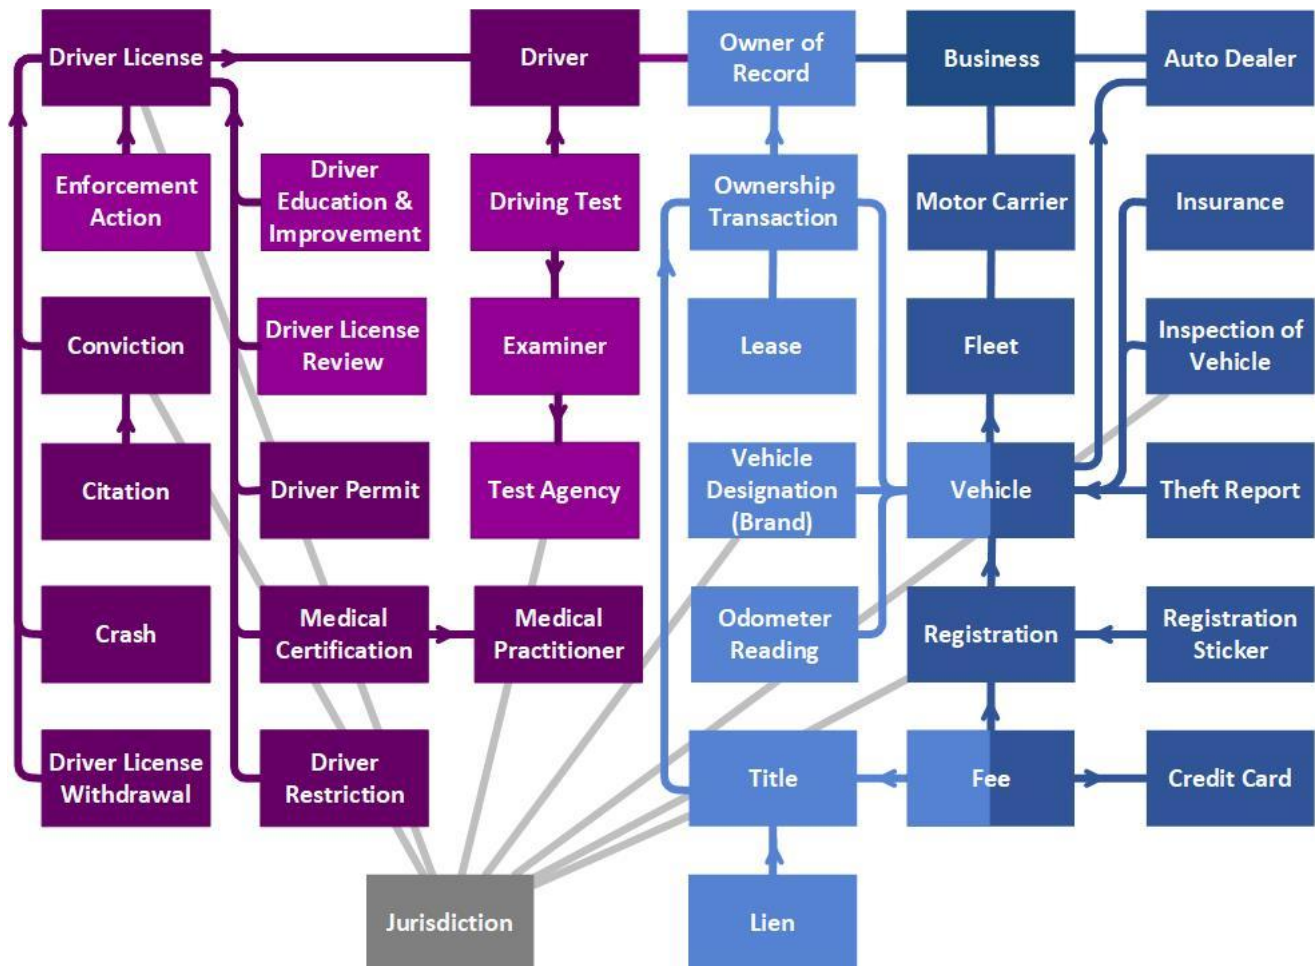 Driver License
Driver
Owner of
Record
Business
Auto Dealer
Enforcement
Action
Driver
Education &
Improvement
Driving Test
Ownership
Transaction
Motor Carrier
Insurance
Conviction
Driver License
Review
Examiner
Lease
Fleet
Inspection of
Vehicle
Citation
Driver Permit
Test Agency
Vehicle
Designation
(Brand)
Vehicle
Theft Report
Crash
Medical
Certification
Medical
Practitioner
Odometer
Reading
Registration
Registration
Sticker
Driver License
Withdrawal
Driver
Restriction
Title
Fee
Credit Card
Jurisdiction
Lien